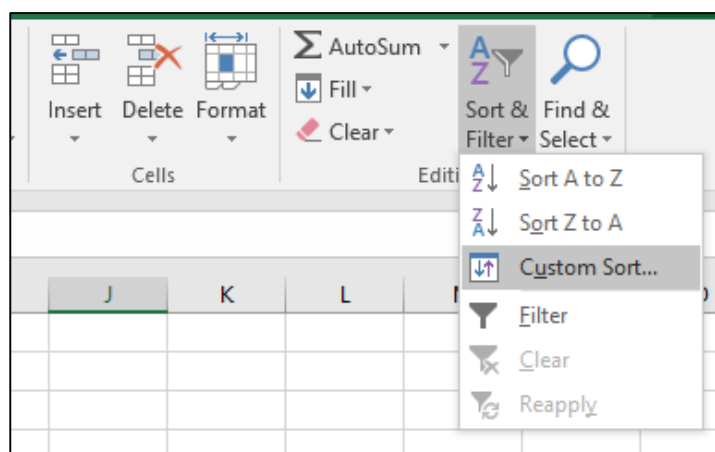 AutoSum
Fill
Clear
Insert Delete Format
Sort &
Filter
Find &
Select
Cells
Editi
Sort A to Z
Sort Z to A
Custom Sort...
Filter
Clear
Reapply
J K L